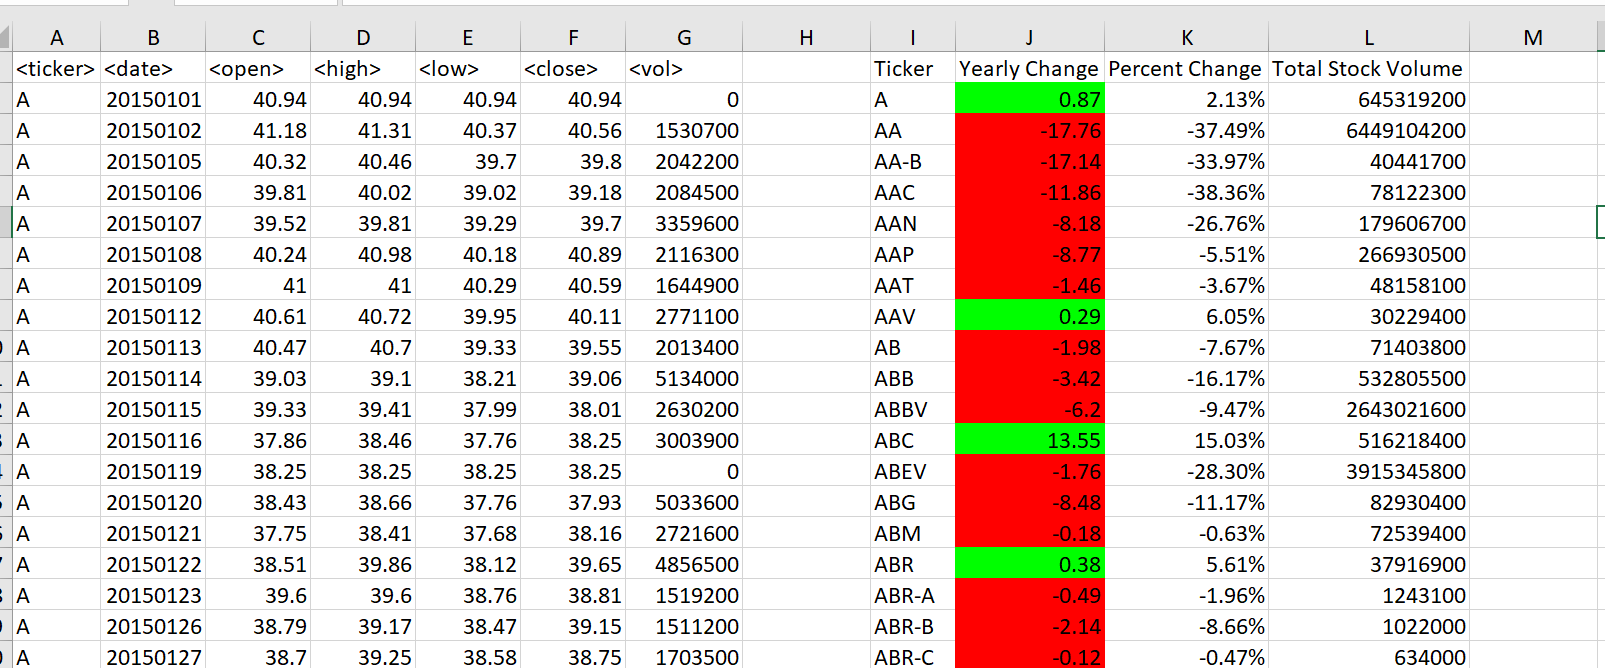 A B C D E F G H I J K L M
<ticker> <date> <open> <high> <low> <close> <vol> Ticker Yearly Change Percent Change Total Stock Volume
A 20150101 40.94 40.94 40.94 40.94 0 A 0.87 2.13% 645319200
A 20150102 41.18 41.31 40.37 40.56 1530700 AA -17.76 -37.49% 6449104200
A 20150105 40.32 40.46 39.7 39.8 2042200 AA-B -17.14 -33.97% 40441700
A 20150106 39.81 40.02 39.02 39.18 2084500 AAC -11.86 -38.36% 78122300
A 20150107 39.52 39.81 39.29 39.7 3359600 AAN -8.18 -26.76% 179606700
A 20150108 40.24 40.98 40.18 40.89 2116300 AAP -8.77 -5.51% 266930500
A 20150109 41 41 40.29 40.59 1644900 AAT -1.46 -3.67% 48158100
A 20150112 40.61 40.72 39.95 40.11 2771100 AAV 0.29 6.05% 30229400
A 20150113 40.47 40.7 39.33 39.55 2013400 AB -1.98 -7.67% 71403800
A 20150114 39.03 39.1 38.21 39.06 5134000 ABB -3.42 -16.17% 532805500
A 20150115 39.33 39.41 37.99 38.01 2630200 ABBV -6.2 -9.47% 2643021600
A 20150116 37.86 38.46 37.76 38.25 3003900 ABC 13.55 15.03% 516218400
A 20150119 38.25 38.25 38.25 38.25 0 ABEV -1.76 -28.30% 3915345800
A 20150120 38.43 38.66 37.76 37.93 5033600 ABG -8.48 -11.17% 82930400
A 20150121 37.75 38.41 37.68 38.16 2721600 ABM -0.18 -0.63% 72539400
A 20150122 38.51 39.86 38.12 39.65 4856500 ABR 0.38 5.61% 37916900
A 20150123 39.6 39.6 38.76 38.81 1519200 ABR-A -0.49 -1.96% 1243100
A 20150126 38.79 39.17 38.47 39.15 1511200 ABR-B -2.14 -8.66% 1022000
A 20150127 38.7 39.25 38.58 38.75 1703500 ABR-C -0.12 -0.47% 634000